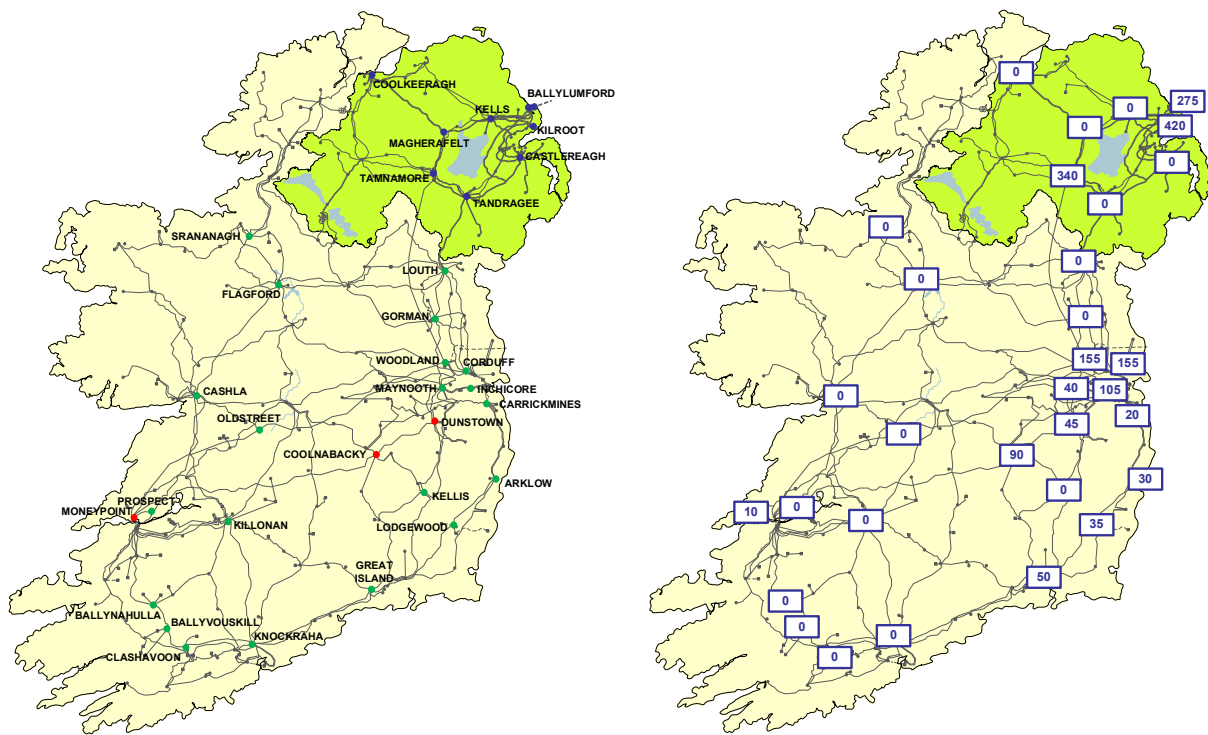 COOLKEERAGH
BALLYLUMFORD
KELLS
KILROOT
MAGHERAFELT
CASTLEREAGH
TAMNAMORE
TANDRAGEE
SRANANAGH
LOUTH
FLAGFORD
GORMAN
WOODLAND
CORDUFF
MAYNOOTH
INCHICORE
CASHLA
CARRICKMINES
OLDSTREET
DUNSTOWN
COOLNABACKY
ARKLOW
KELLIS
PROSPECT
MONEYPOINT
KILLONAN
LODGEWOOD
GREAT
ISLAND
BALLYNAHULLA
BALLYVOUSKILL
KNOCKRAHA
CLASHAVOON
0
275
0
420
0
0
340
0
0
0
0
0
155
155
40
105
0
20
45
0
90
30
0
10
0
0
35
50
0
0
0
0